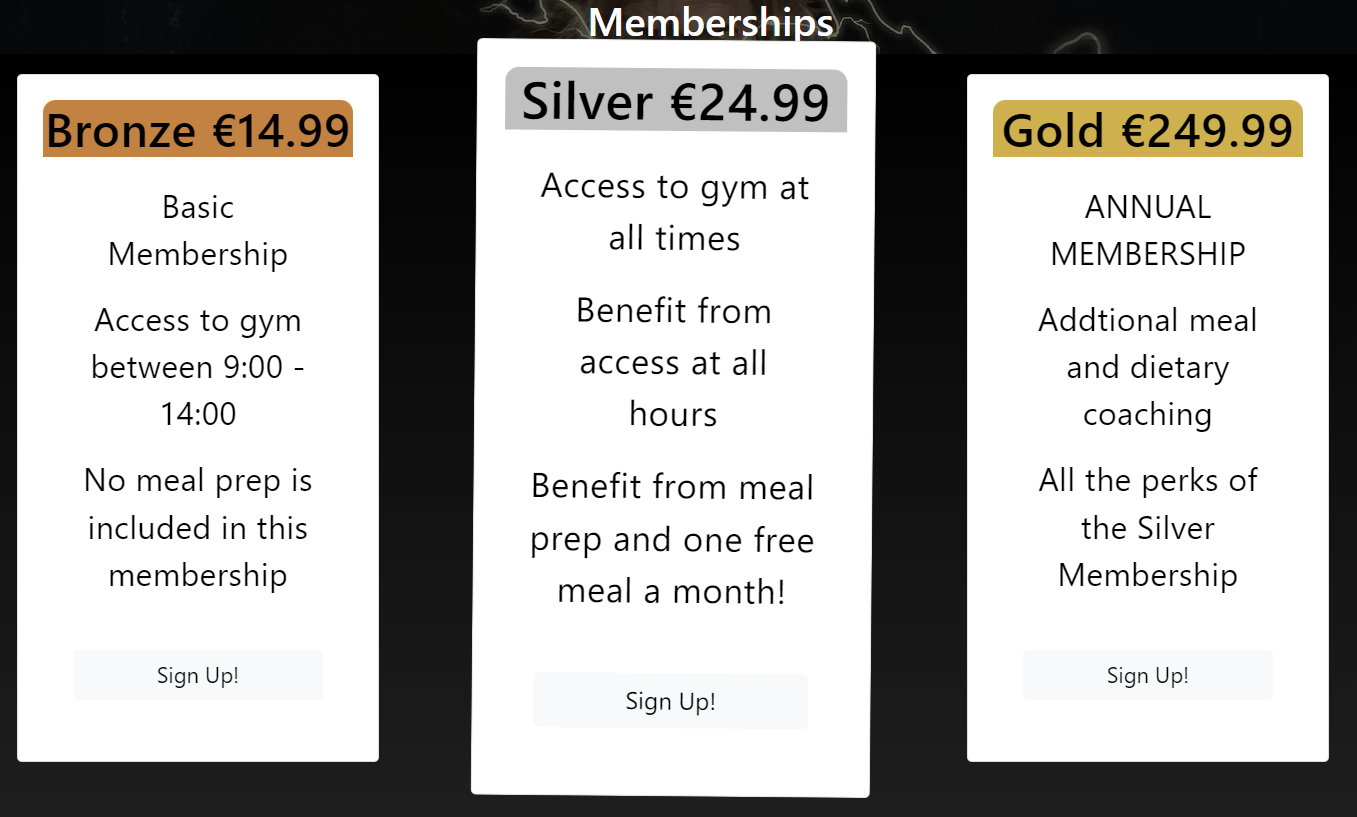 Memberships
Bronze €14.99
Basic
Membership
Access to gym
between 9:00 -
14:00
No meal prep is
included in this
membership
Sign Up!
Silver €24.99
Access to gym at
all times
Benefit from
access at all
hours
Benefit from meal
prep and one free
meal a month!
Sign Up!
Gold €249.99
ANNUAL
MEMBERSHIP
Addtional meal
and dietary
coaching
All the perks of
the Silver
Membership
Sign Up!